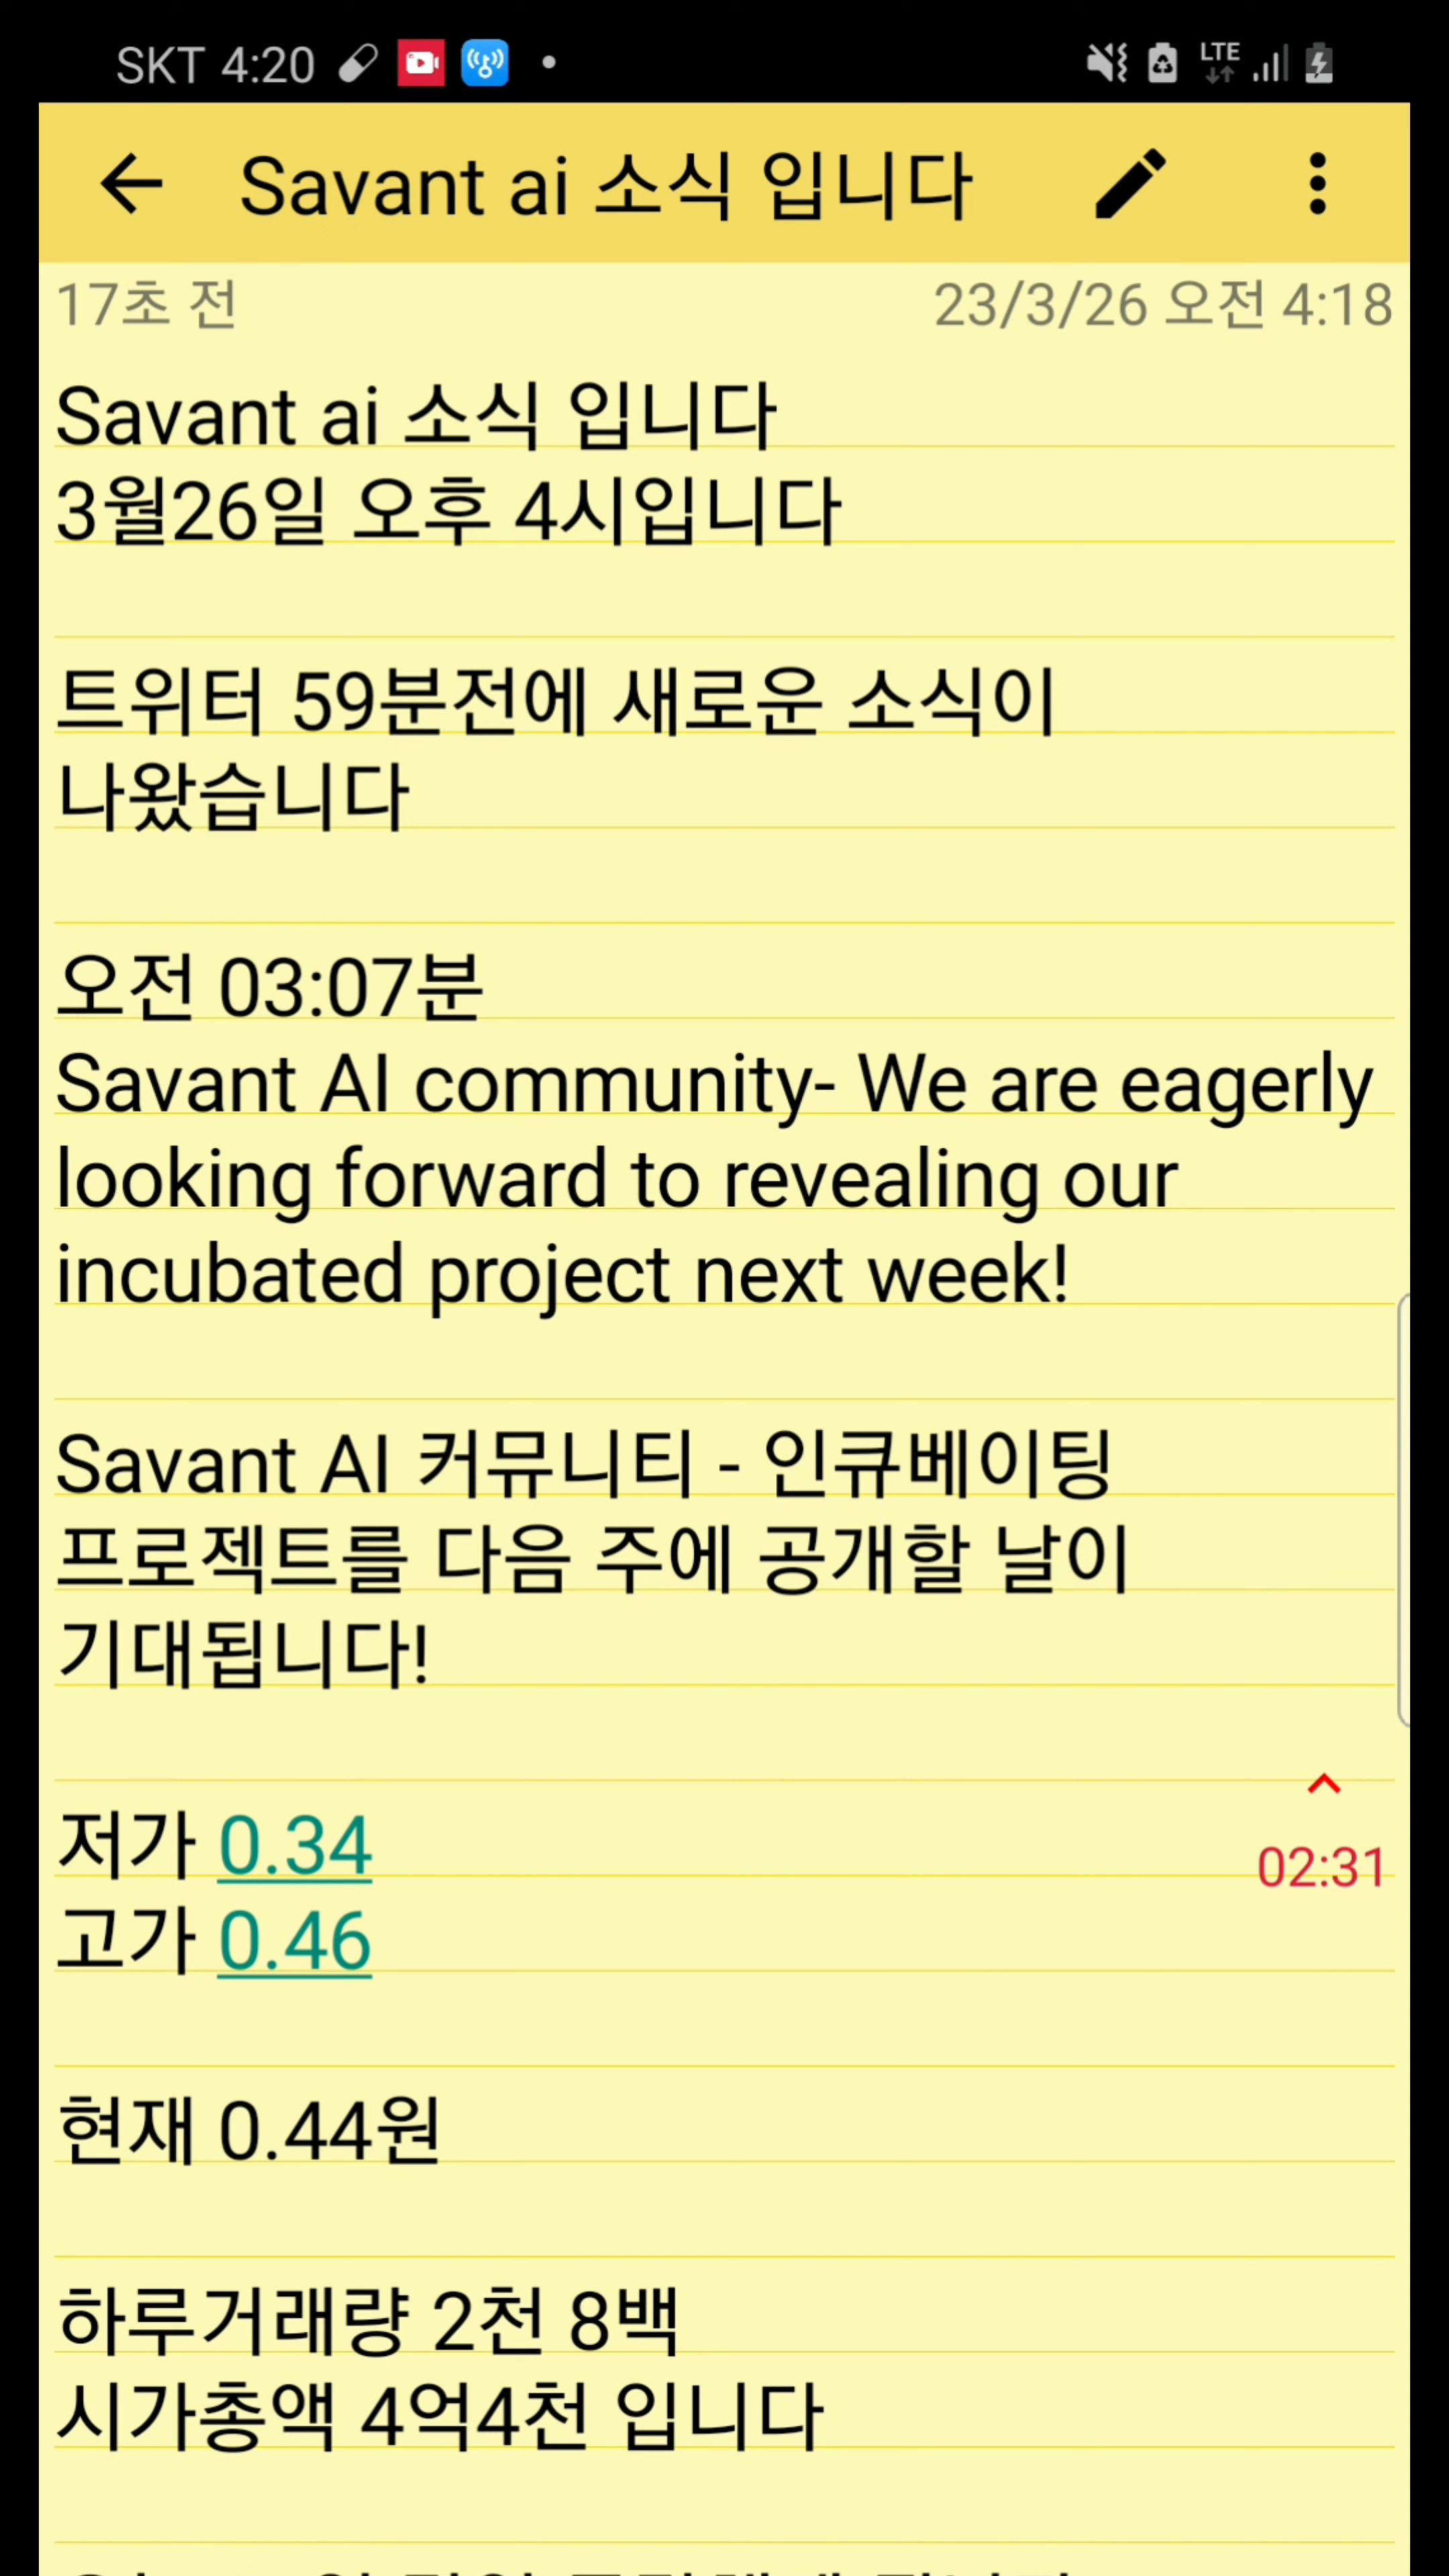 SKT 4:20
LTE
Savant ai 소식 입니다
17초 전 23/3/26 오전 4:18
Savant ai 소식 입니다
3월26일 오후 4시입니다
트위터 59분전에 새로운 소식이
나왔습니다
오전 03:07분
Savant AI community- We are eagerly
looking forward to revealing our
incubated project next week!
Savant AI 커뮤니티 - 인큐베이팅
프로젝트를 다음 주에 공개할 날이
기대됩니다!
저가 0.34
02:31
고가 0.46
현재 0.44원
하루거래량 2천 8백
시가총액 4억4천 입니다